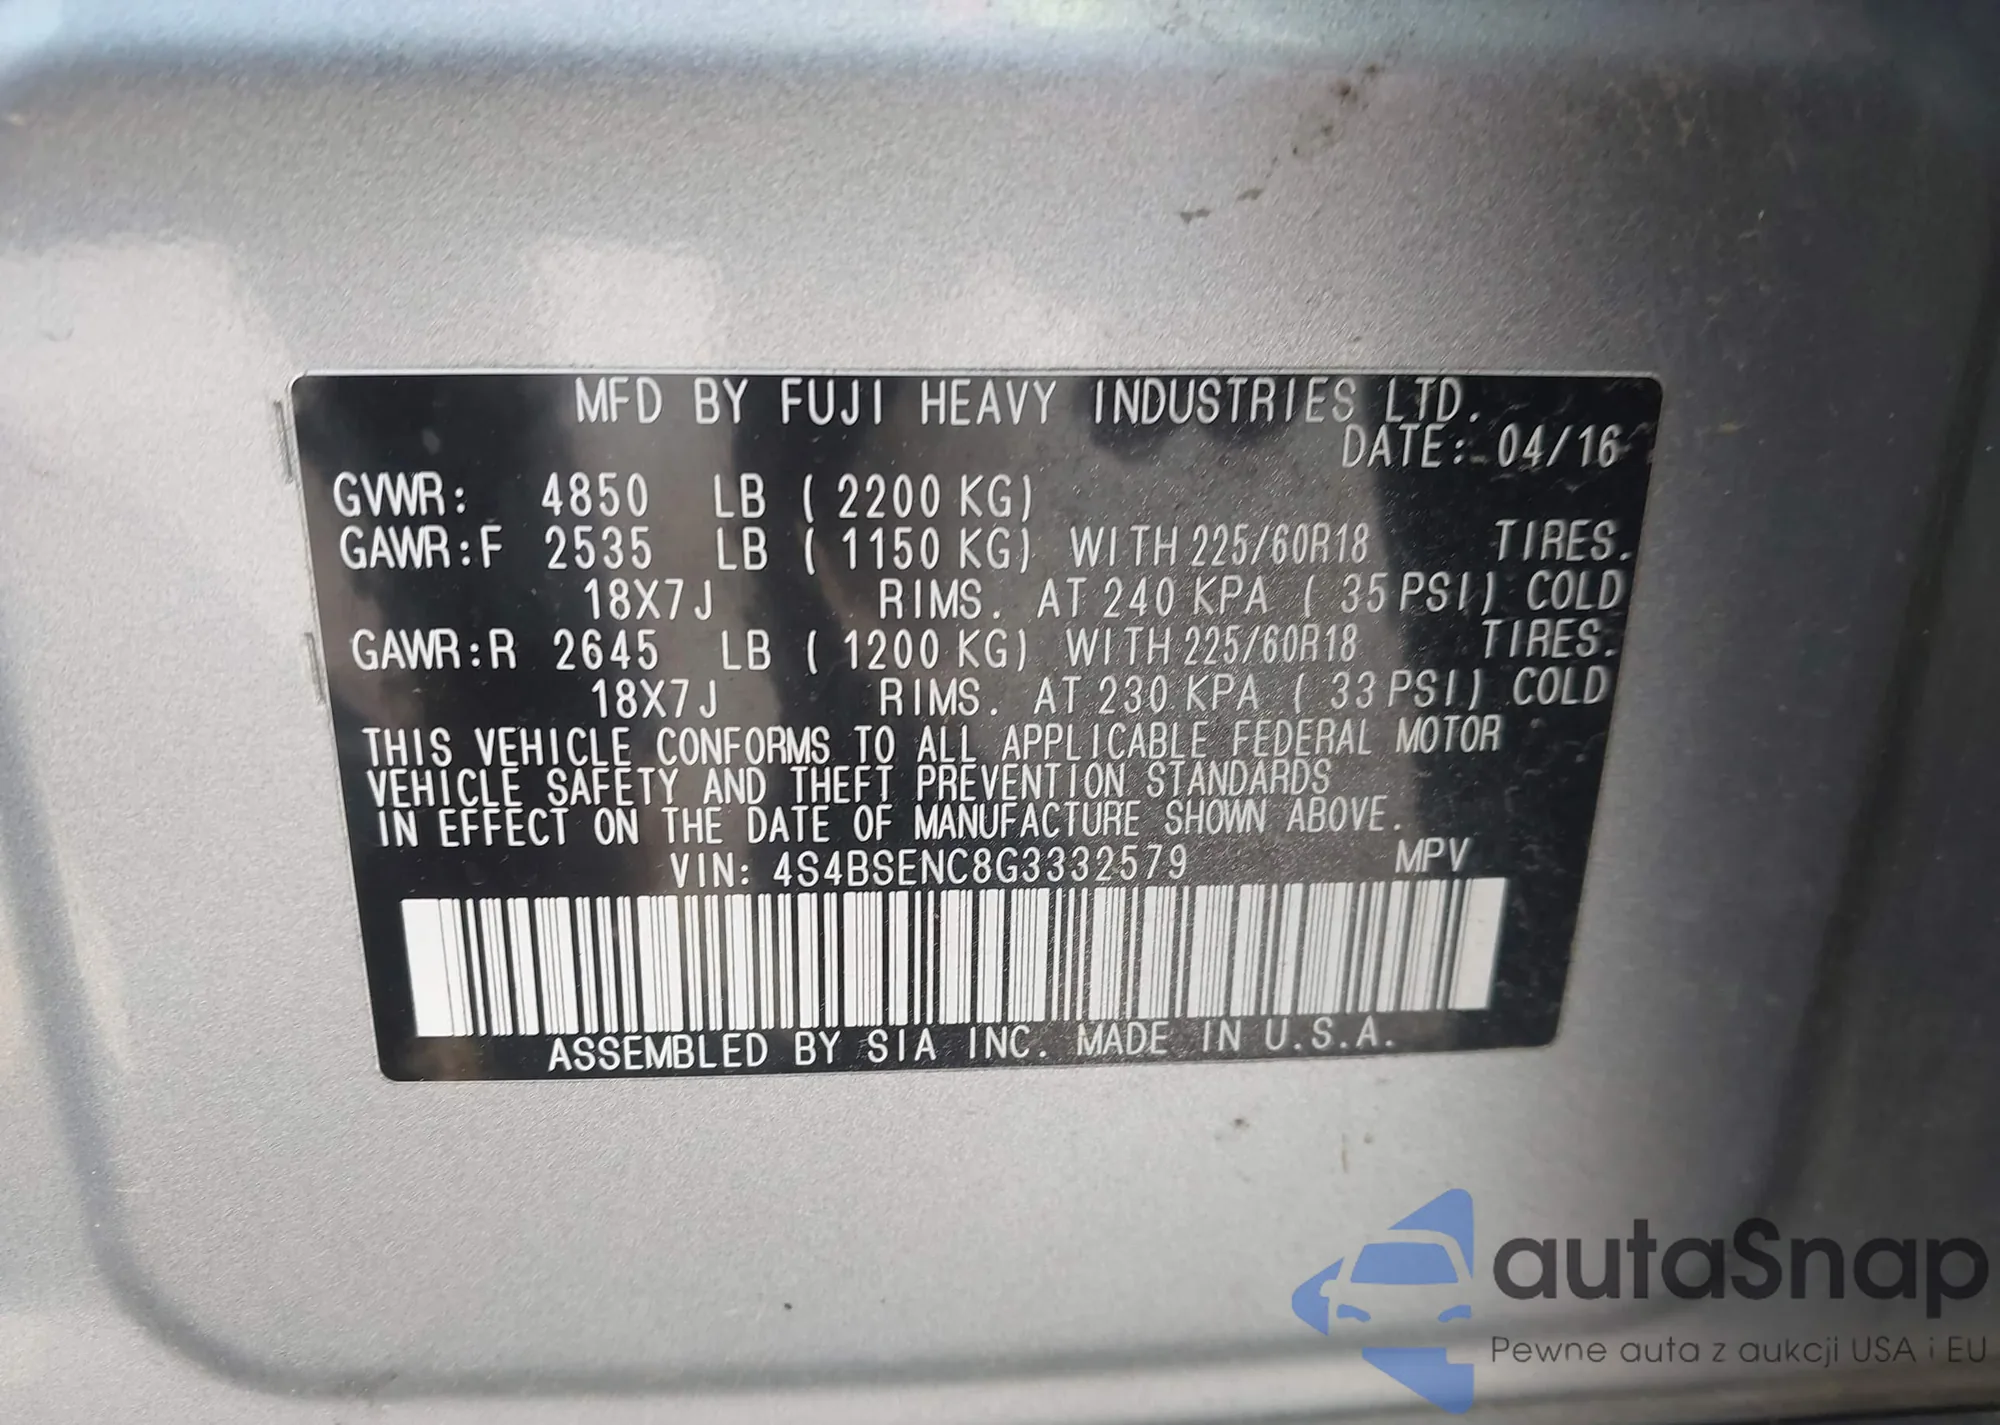 MFD BY FUJI HEAVY INDUSTRIES LTD.
DATE: 04/16
GVWR: 4850 LB ( 2200 KG)
GAWR:F 2535 LB ( 1150 KG) WITH 225/60R18 TIRES.
18X7J RIMS. AT 240 KPA ( 35 PSI) COLD
GAWR:R 2645 LB ( 1200 KG) WITH 225/60R18 TIRES.
18X7J RIMS. AT 230 KPA ( 33 PSI) COLD
THIS VEHICLE CONFORMS TO ALL APPLICABLE FEDERAL MOTOR
VEHICLE SAFETY AND THEFT PREVENTION STANDARDS
IN EFFECT ON THE DATE OF MANUFACTURE SHOWN ABOVE.
VIN: 4S4BSENC8G3332579 MPV
ASSEMBLED BY SIA INC. MADE IN U.S.A.
autaSnap
Pewne auta z aukcji USA i EU